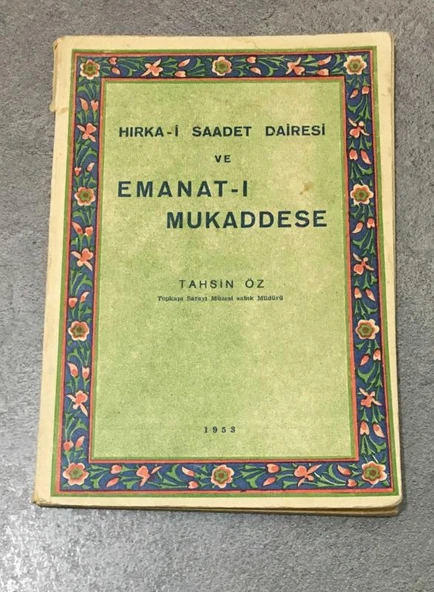 HIRKA-İ SAADET DAİRESİ
VE
EMANAT-I
MUKADDESE
TAHSİN ÖZ
Topkapı Sarayı Müzesi sabık Müdürü
1953